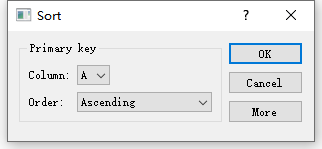 Sort
?
Primary key
Column: A
Order: Ascending
OK
Cancel
More